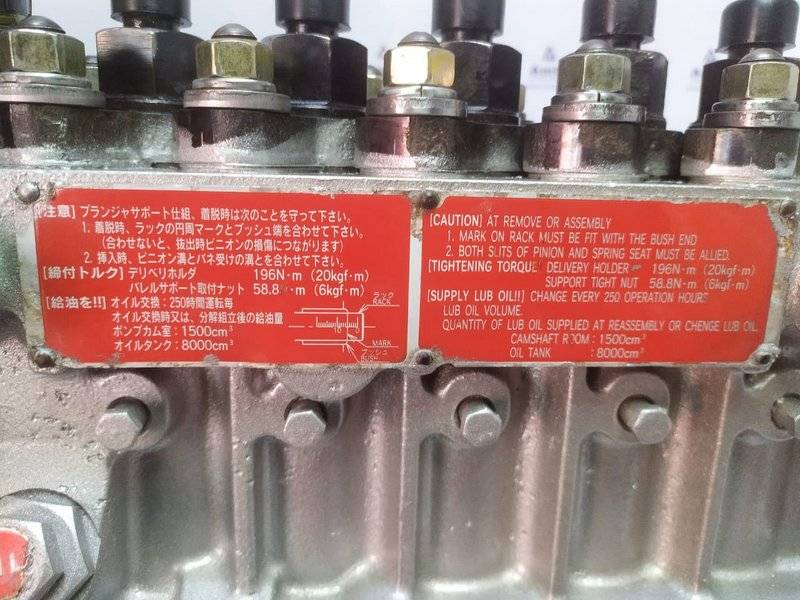 [注意] プランジャサポート仕組、着脱時は次のことを守って下さい。
1. 着脱時、ラックの円周マークとブッシュ端を合わせて下さい。
(合わせないと、抜出時ピニオンの損傷につながります)
2. 挿入時、ピニオン溝とバネ受けの溝とを合わせて下さい。
[締付トルク] デリベリホルダ 196N·m (20kgf·m)
バレルサポート取付ナット 58.8N·m (6kgf·m)
[給油を!!] オイル交換:250時間運転毎
オイル交換時又は、分解組立後の給油量
ポンプカム室:1500cm³
オイルタンク:8000cm³
ラック
RACK
MARK
ブッシュ
BUSH
[CAUTION] AT REMOVE OR ASSEMBLY
1. MARK ON RACK MUST BE FIT WITH THE BUSH END
2. BOTH SLITS OF PINION AND SPRING SEAT MUST BE ALLIED.
[TIGHTENING TORQUE] DELIVERY HOLDER 196N·m (20kgf·m)
SUPPORT TIGHT NUT 58.8N·m (6kgf·m)
[SUPPLY LUB OIL!!] CHANGE EVERY 250 OPERATION HOURS
LUB OIL VOLUME.
QUANTITY OF LUB OIL SUPPLIED AT REASSEMBLY OR CHENGE LUB OIL
CAMSHAFT ROOM : 1500cm³
OIL TANK : 8000cm³